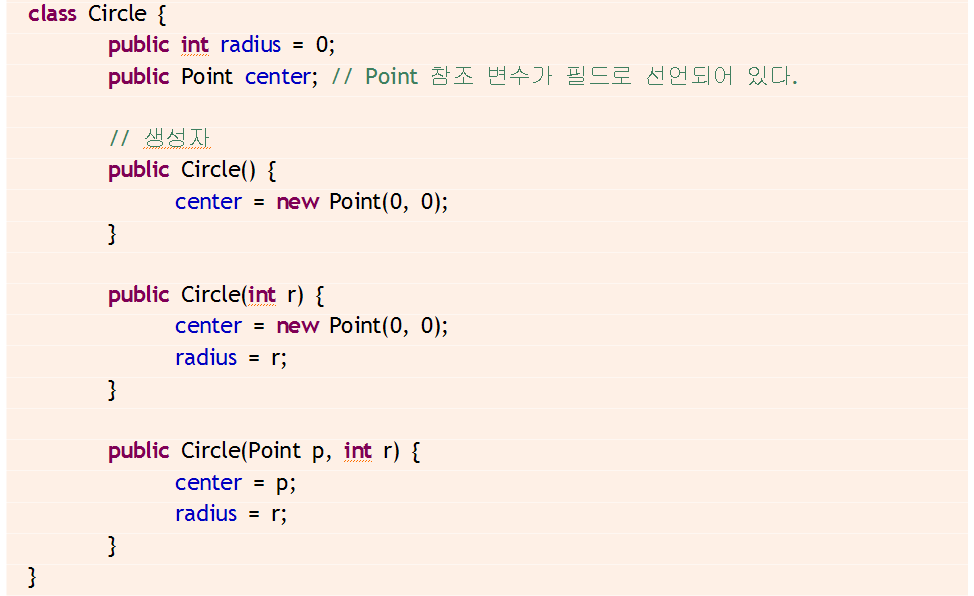 class Circle {
public int radius = 0;
public Point center; // Point 참조 변수가 필드로 선언되어 있다.
// 생성자
public Circle() {
center = new Point(0, 0);
}
public Circle(int r) {
center = new Point(0, 0);
radius = r;
}
public Circle(Point p, int r) {
center = p;
radius = r;
}
}